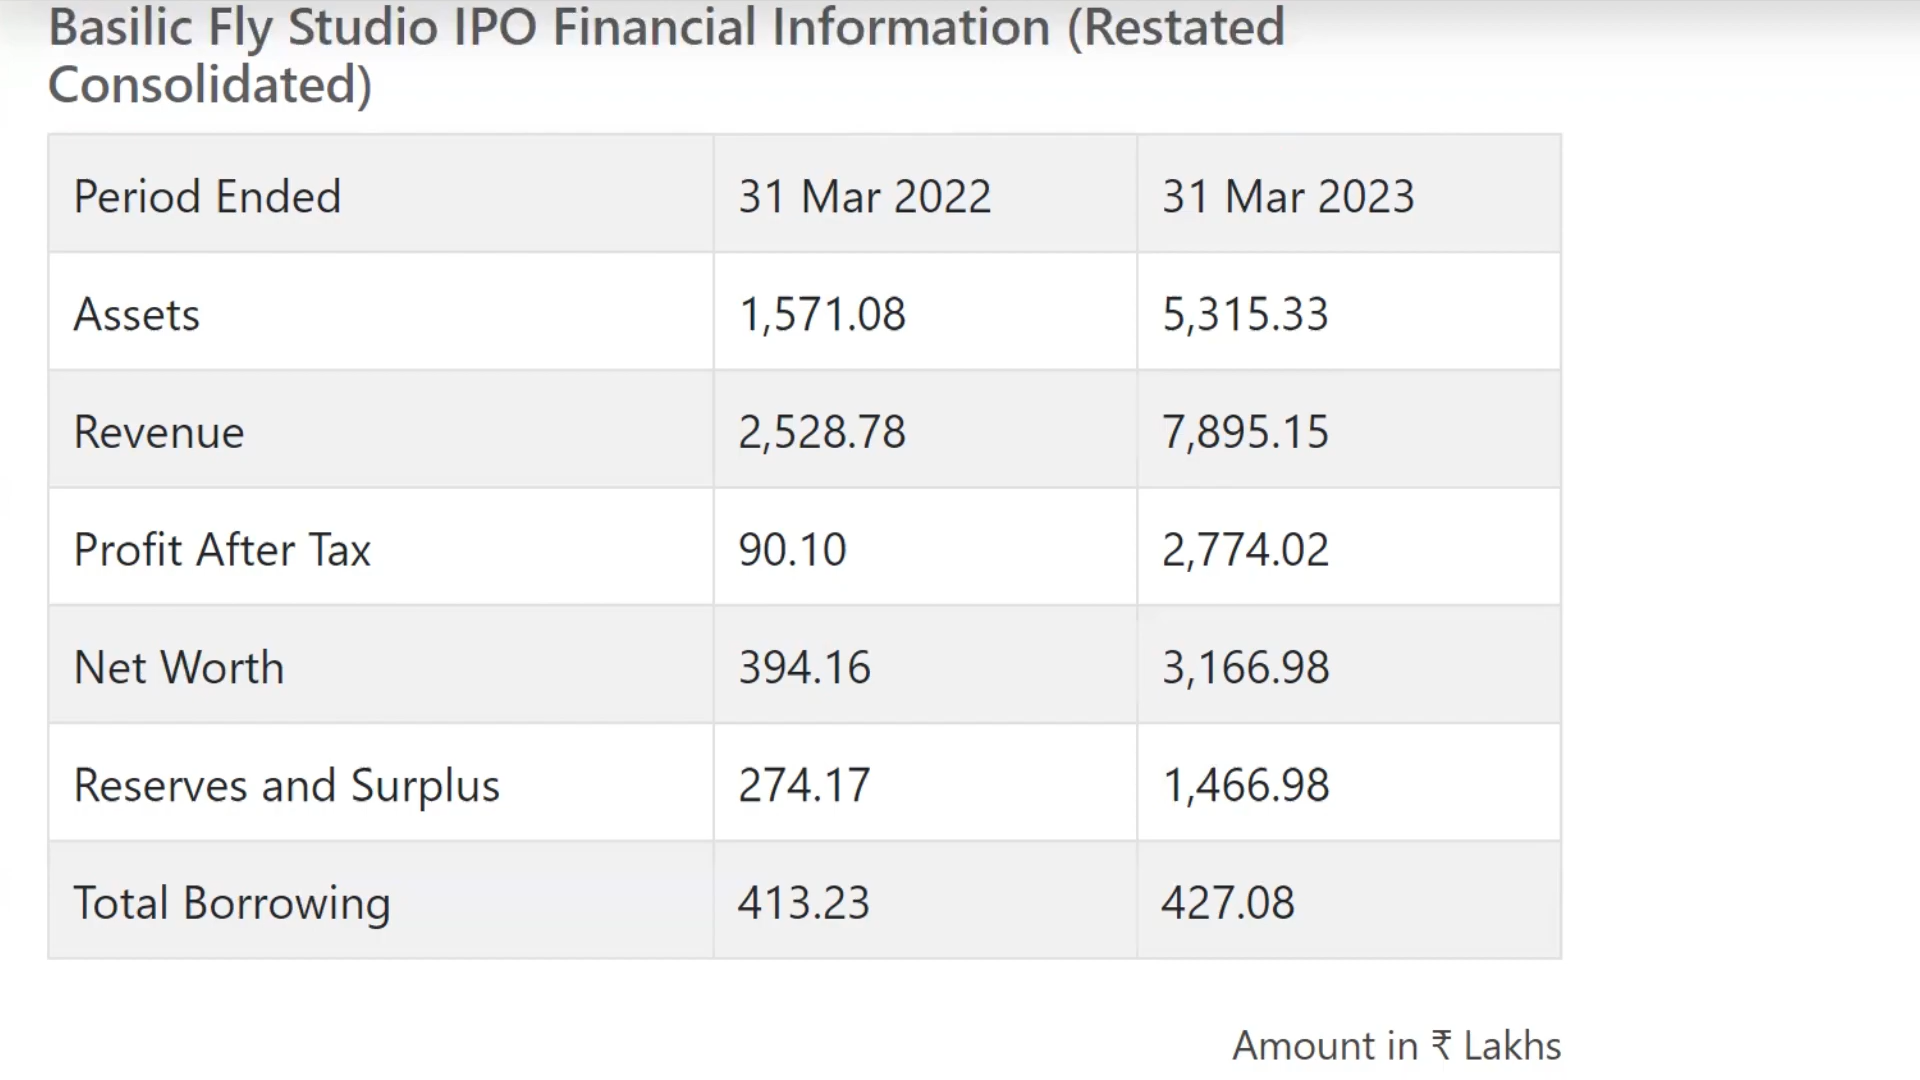 Basilic Fly Studio IPO Financial Information (Restated
Consolidated)
Period Ended 31 Mar 2022 31 Mar 2023
Assets 1,571.08 5,315.33
Revenue 2,528.78 7,895.15
Profit After Tax 90.10 2,774.02
Net Worth 394.16 3,166.98
Reserves and Surplus 274.17 1,466.98
Total Borrowing 413.23 427.08
Amount in ₹ Lakhs